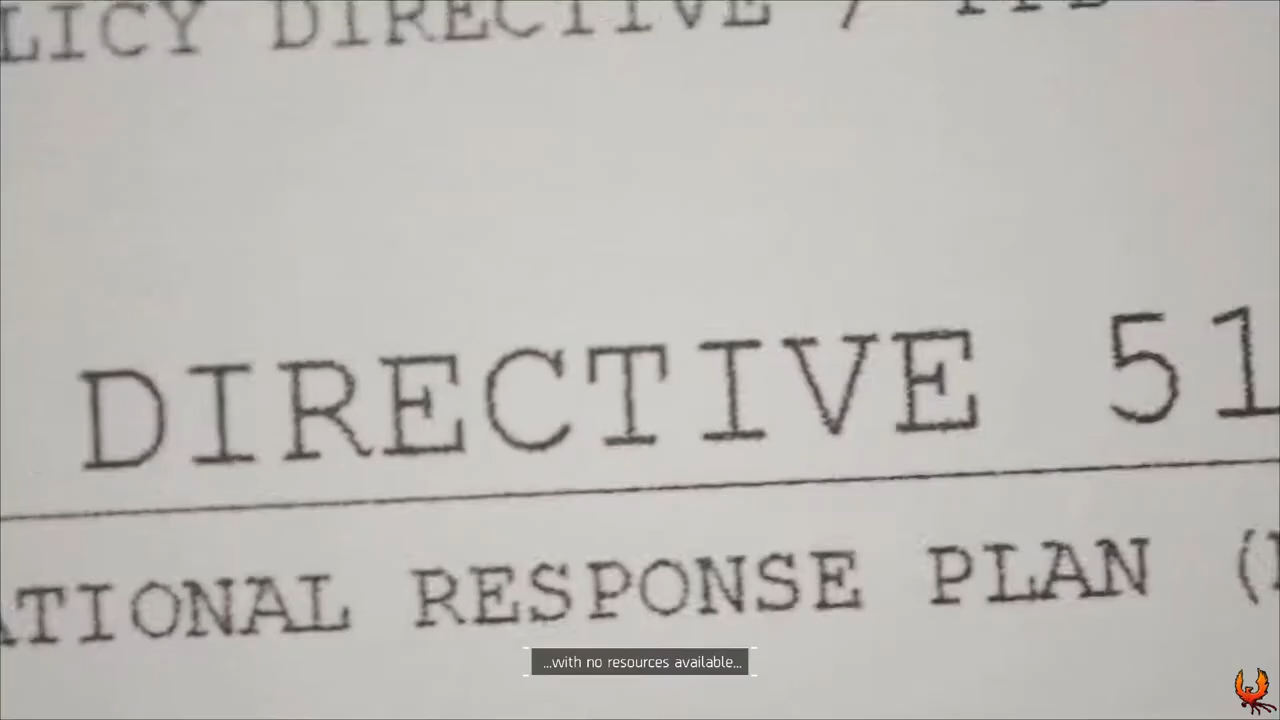 LICY DIRECTIVE /
DIRECTIVE 51
ATIONAL RESPONSE PLAN (
...with no resources available...